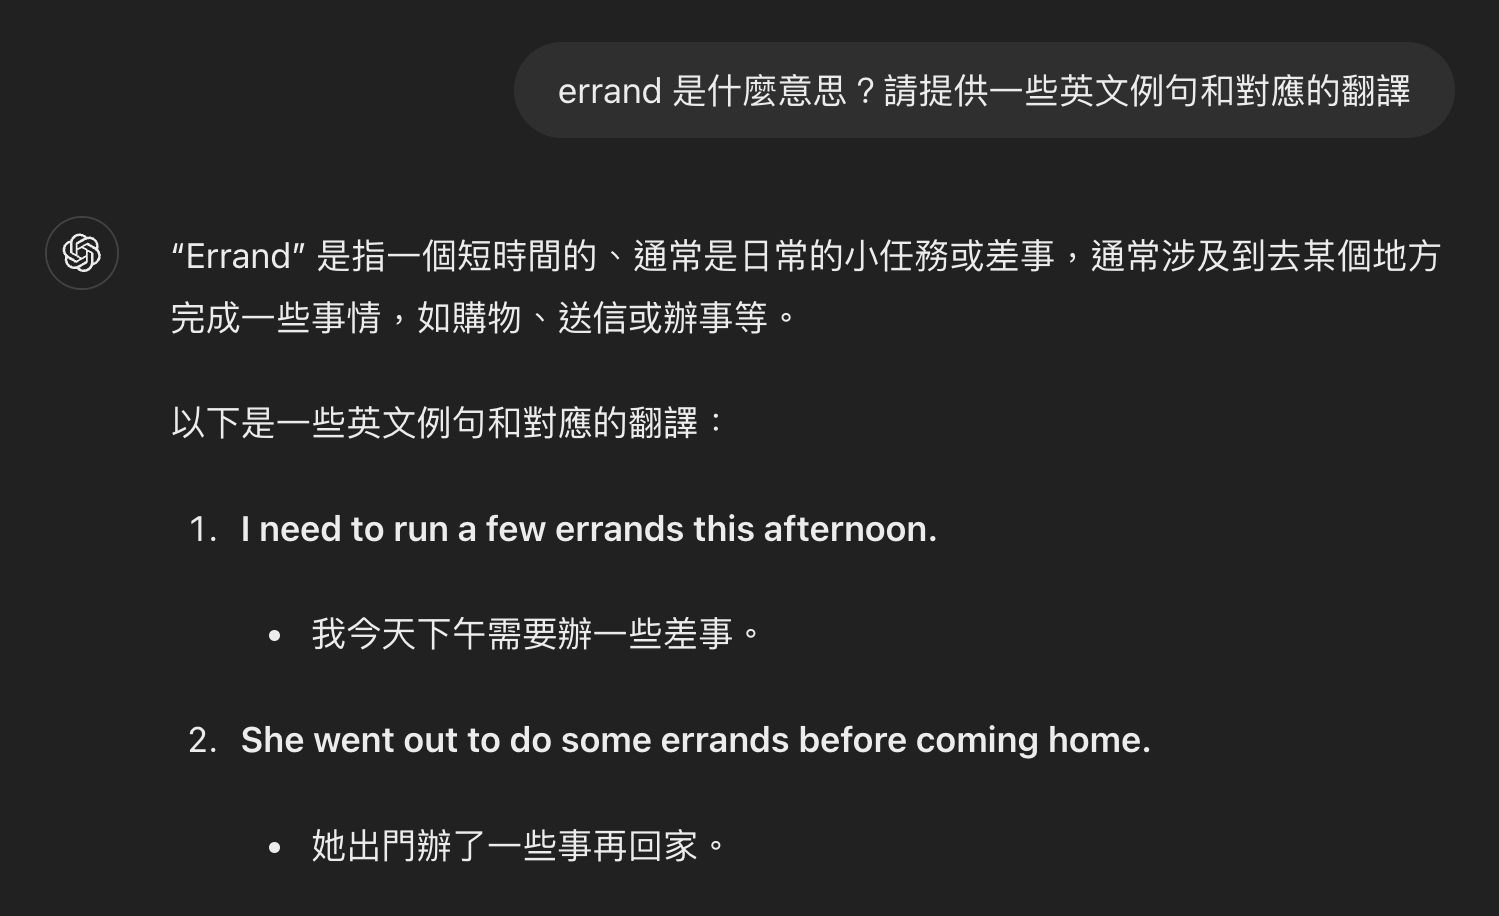 errand 是什麼意思？請提供一些英文例句和對應的翻譯
“Errand” 是指一個短時間的、通常是日常的小任務或差事，通常涉及到去某個地方
完成一些事情，如購物、送信或辦事等。
以下是一些英文例句和對應的翻譯：
1. I need to run a few errands this afternoon.
• 我今天下午需要辦一些差事。
2. She went out to do some errands before coming home.
• 她出門辦了一些事再回家。